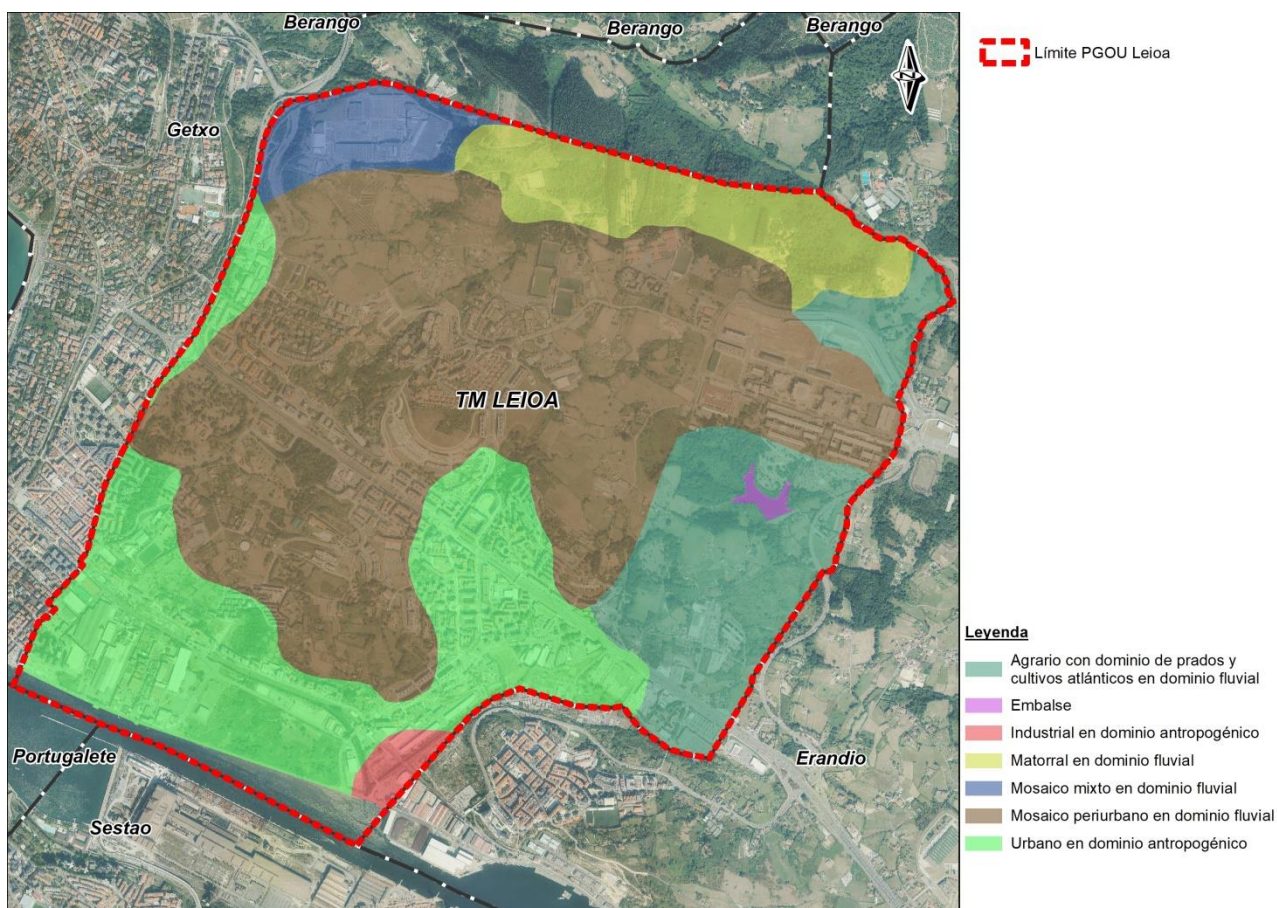 Berango
Berango
Berango
Límite PGOU Leioa
N
Getxo
TM LEIOA
Leyenda
Agrario con dominio de prados y
cultivos atlánticos en dominio fluvial
Embalse
Industrial en dominio antropogénico
Matorral en dominio fluvial
Mosaico mixto en dominio fluvial
Mosaico periurbano en dominio fluvial
Urbano en dominio antropogénico
Portugalete
Erandio
Sestao